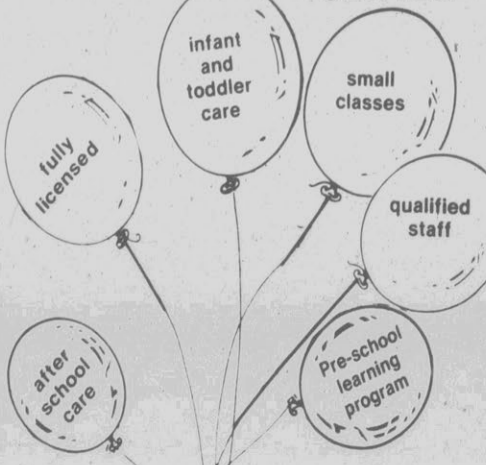 infant
and
toddler
care
small
classes
fully
licensed
qualified
staff
after
school
care
Pre-school
learning
program